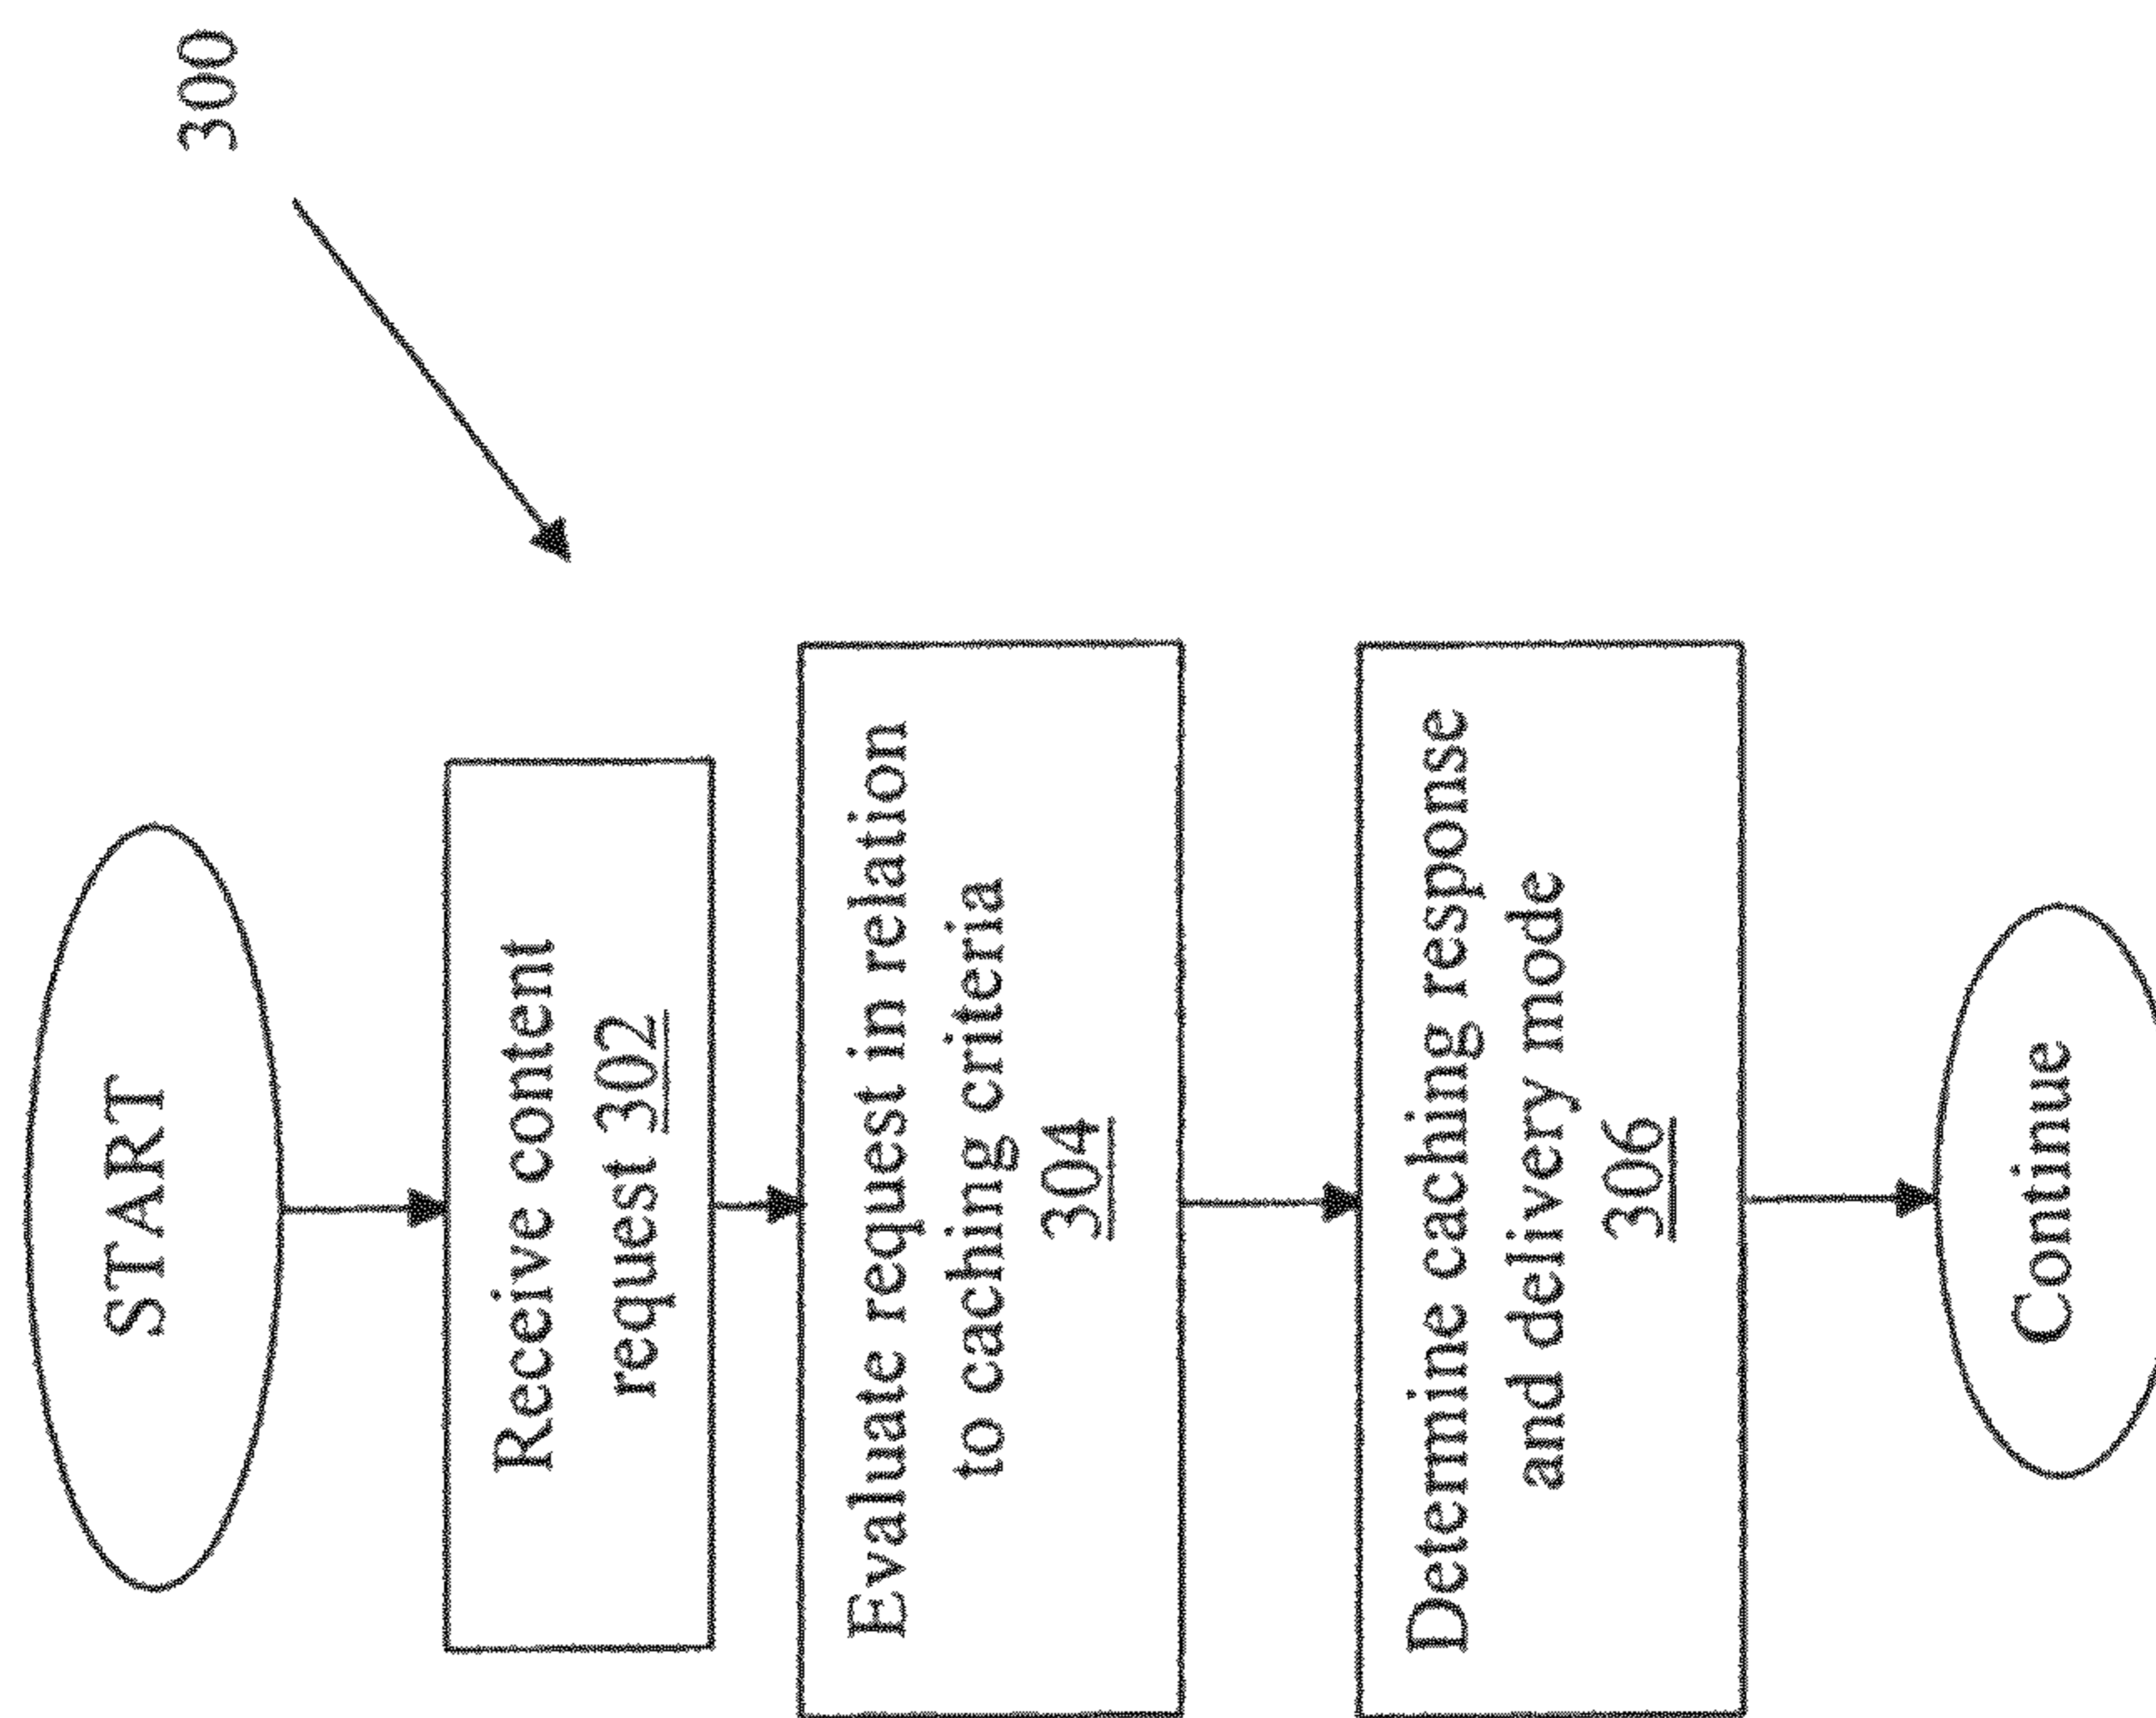 300
START
Receive content
request 302
Evaluate request in relation
to caching criteria
304
Determine caching response
and delivery mode
306
Continue